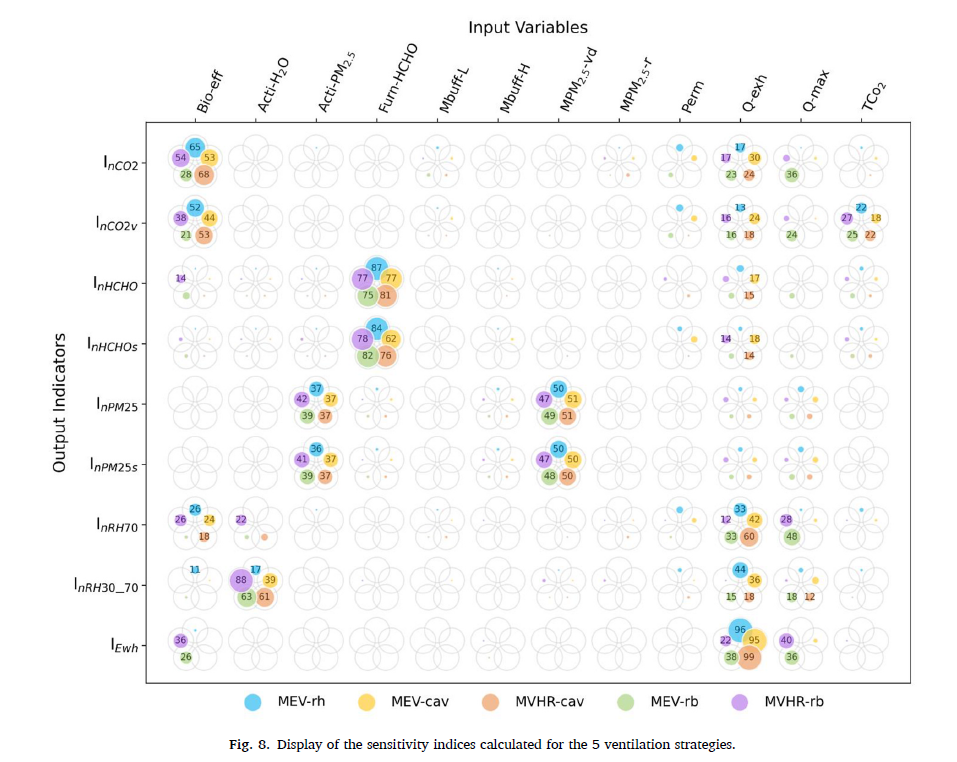 Input Variables
Bio-eff Acti-H2O Acti-PM2.5 Furn-HCHO Mbuff-L Mbuff-H MPM2.5-vd MPM2.5-r Perm Q-exh Q-max TCo2
Output Indicators
InCO2
65 54 53 28 68 17 17 30 23 24 36
InCO2v
52 38 44 21 53 13 16 24 16 18 24 22 27 18 25 22
InHCHO
14 87 77 77 75 81 17 15
InHCHOs
84 78 62 82 76 14 18 14
InPM25
37 42 37 39 37 50 47 51 49 51
InPM25s
36 41 37 39 37 50 47 50 48 50
InRH70
26 26 24 18 22 33 12 42 33 60 28 48
InRH30_70
11 17 88 39 63 61 44 36 15 18 18 12
IEwh
36 26 96 22 95 38 99 40 36
MEV-rh MEV-cav MVHR-cav MEV-rb MVHR-rb
Fig. 8. Display of the sensitivity indices calculated for the 5 ventilation strategies.